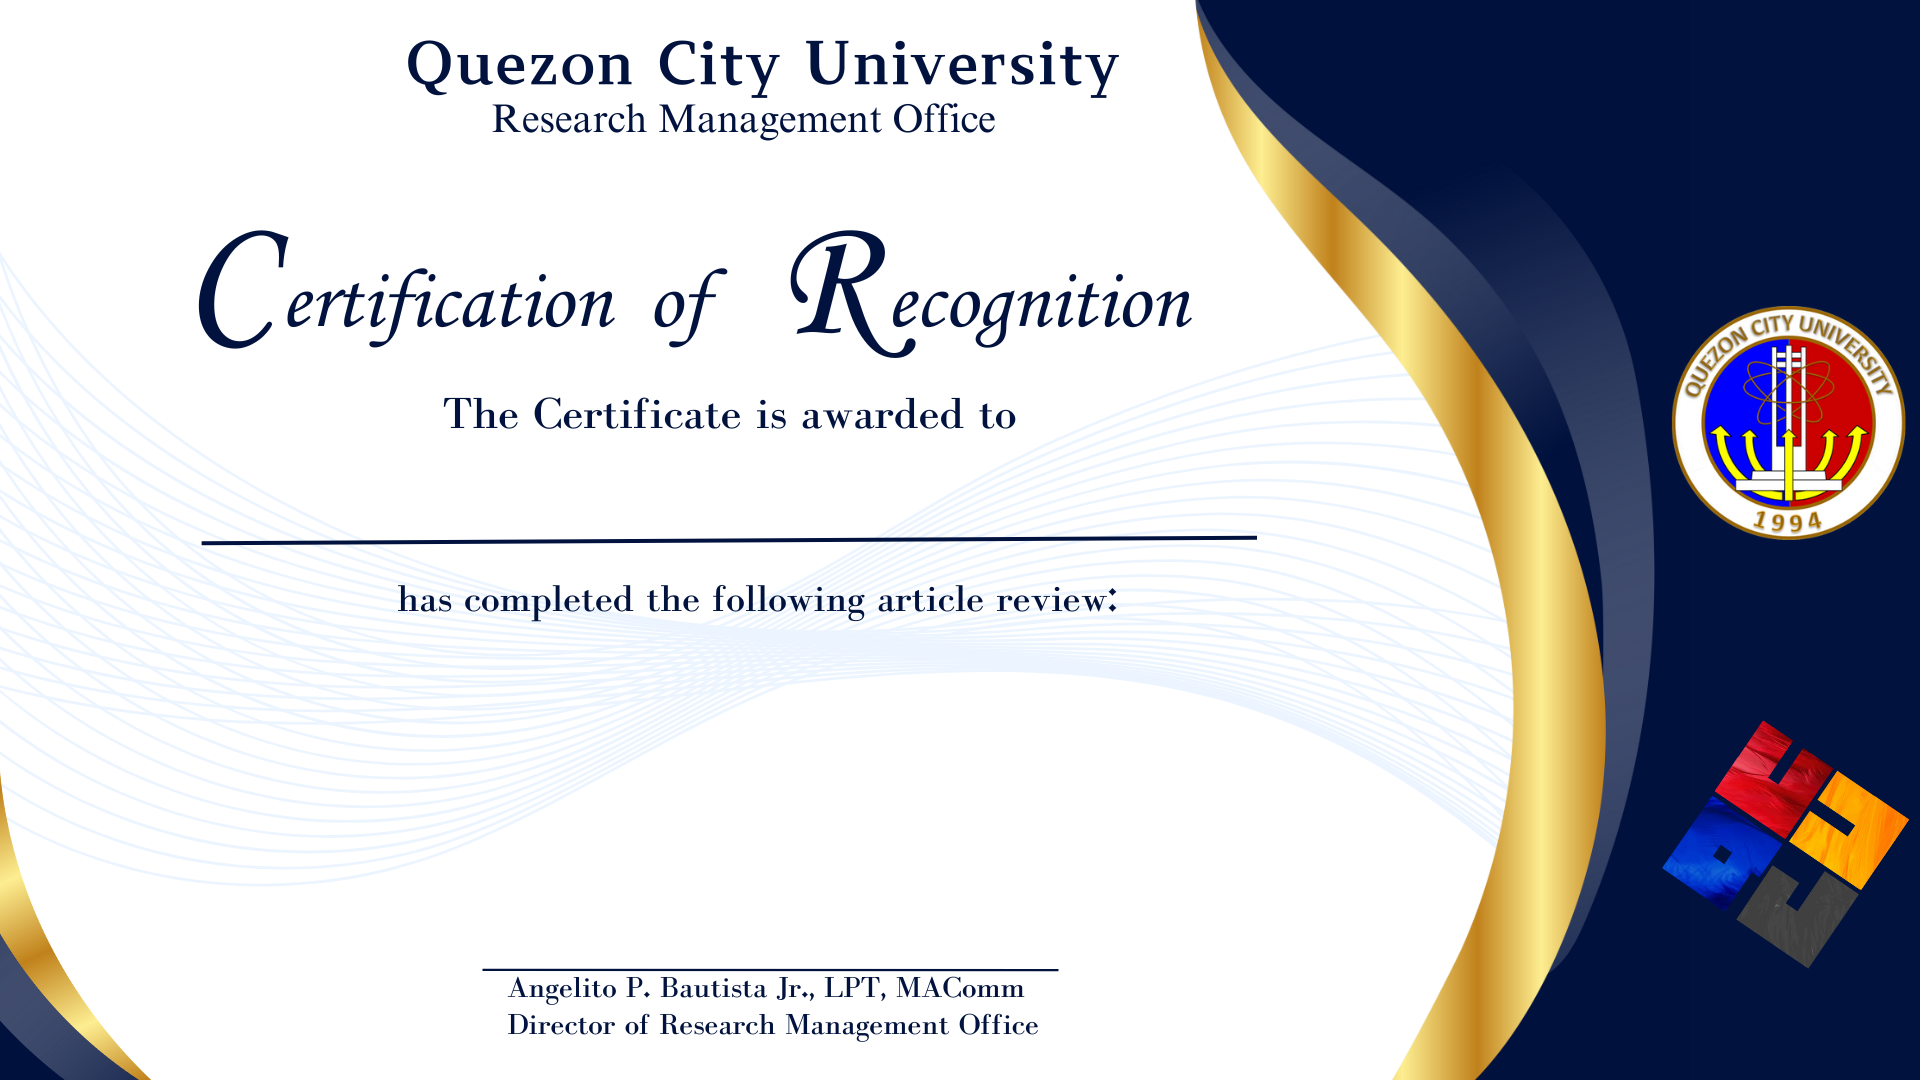 Quezon City University
Research Management Office
Certification of Recognition
The Certificate is awarded to
has completed the following article review:
Angelito P. Bautista Jr., LPT, MAComm
Director of Research Management Office
QUEZON CITY UNIVERSITY
1994